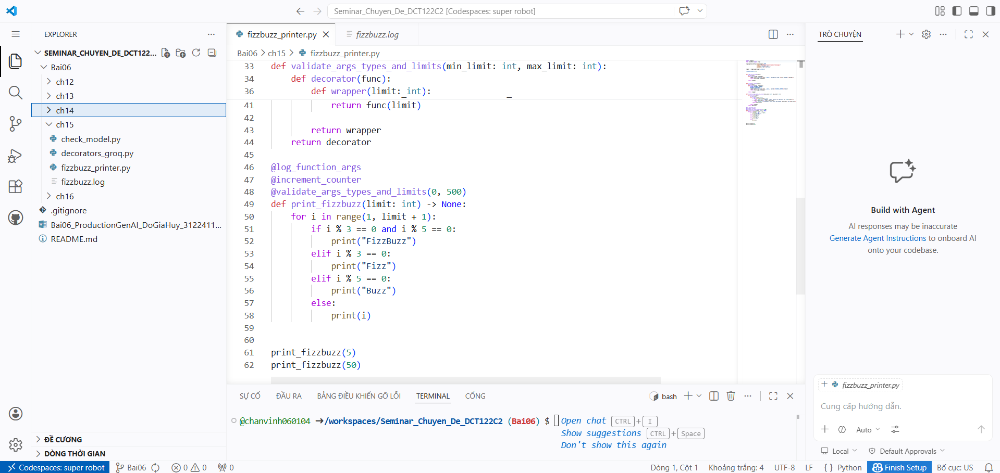 Seminar_Chuyen_De_DCT122C2 [Codespaces: super robot]
EXPLORER
SEMINAR_CHUYEN_DE_DCT122...
Bai06
ch12
ch13
ch14
ch15
check_model.py
decorators_groq.py
fizzbuzz_printer.py
fizzbuzz.log
ch16
.gitignore
Bai06_ProductionGenAI_DoGiaHuy_3122411...
README.md
ĐỀ CƯƠNG
DÒNG THỜI GIAN
fizzbuzz_printer.py
fizzbuzz.log
Bai06 > ch15 > fizzbuzz_printer.py
33 def validate_args_types_and_limits(min_limit: int, max_limit: int):
34 def decorator(func):
36 def wrapper(limit: int):
41 return func(limit)
42
43 return wrapper
44 return decorator
45
46 @log_function_args
47 @increment_counter
48 @validate_args_types_and_limits(0, 500)
49 def print_fizzbuzz(limit: int) -> None:
50 for i in range(1, limit + 1):
51 if i % 3 == 0 and i % 5 == 0:
52 print("FizzBuzz")
53 elif i % 3 == 0:
54 print("Fizz")
55 elif i % 5 == 0:
56 print("Buzz")
57 else:
58 print(i)
59
60
61 print_fizzbuzz(5)
62 print_fizzbuzz(50)
SỰ CỐ ĐẦU RA BẢNG ĐIỀU KHIỂN GỠ LỖI TERMINAL CỔNG
bash
@chanvinh060104 →/workspaces/Seminar_Chuyen_De_DCT122C2 (Bai06) $ Open chat CTRL + I
Show suggestions CTRL + Space
Don't show this again
TRÒ CHUYỆN
Build with Agent
AI responses may be inaccurate
Generate Agent Instructions to onboard AI
onto your codebase.
fizzbuzz_printer.py
Cung cấp hướng dẫn.
Auto
Local
Default Approvals
Codespaces: super robot
Bai06
0
0
0
Dòng 1, Cột 1
Khoảng trắng: 4
UTF-8
LF
{ } Python
Finish Setup
Bố cục: US